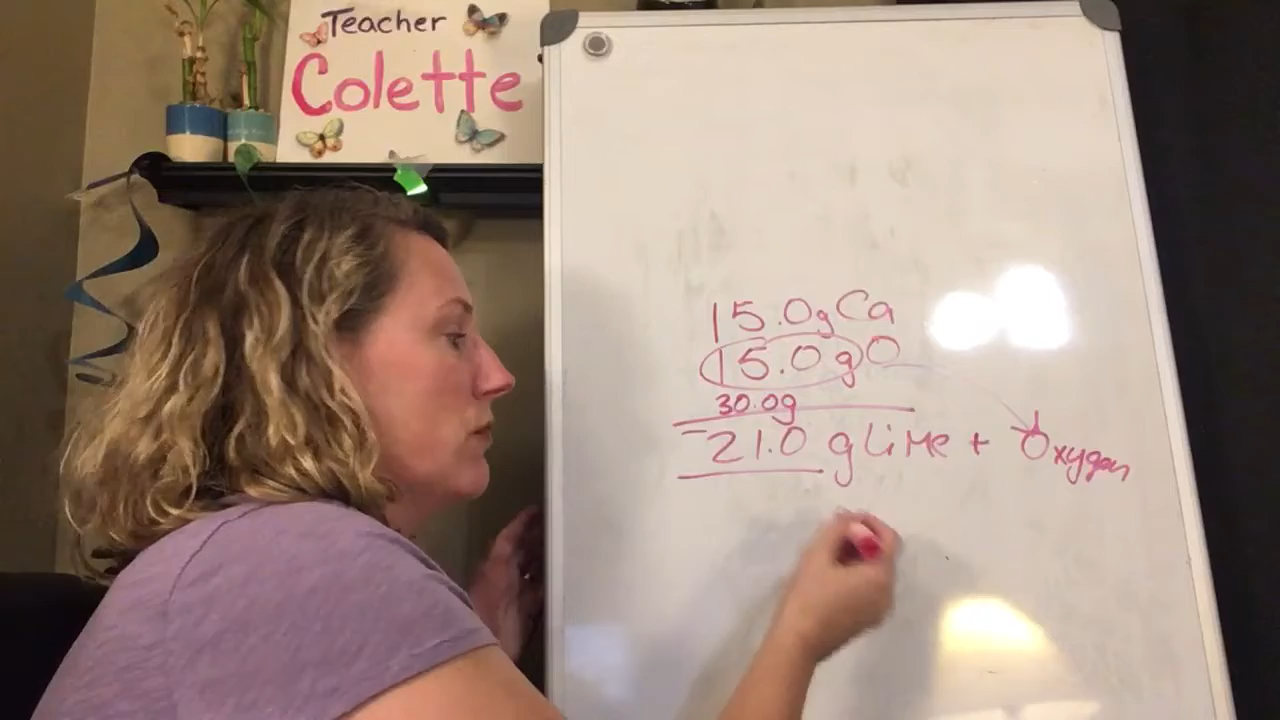 Teacher
Colette
15.0g Ca
15.0g O
30.0g
-21.0 g Lime + Oxygen